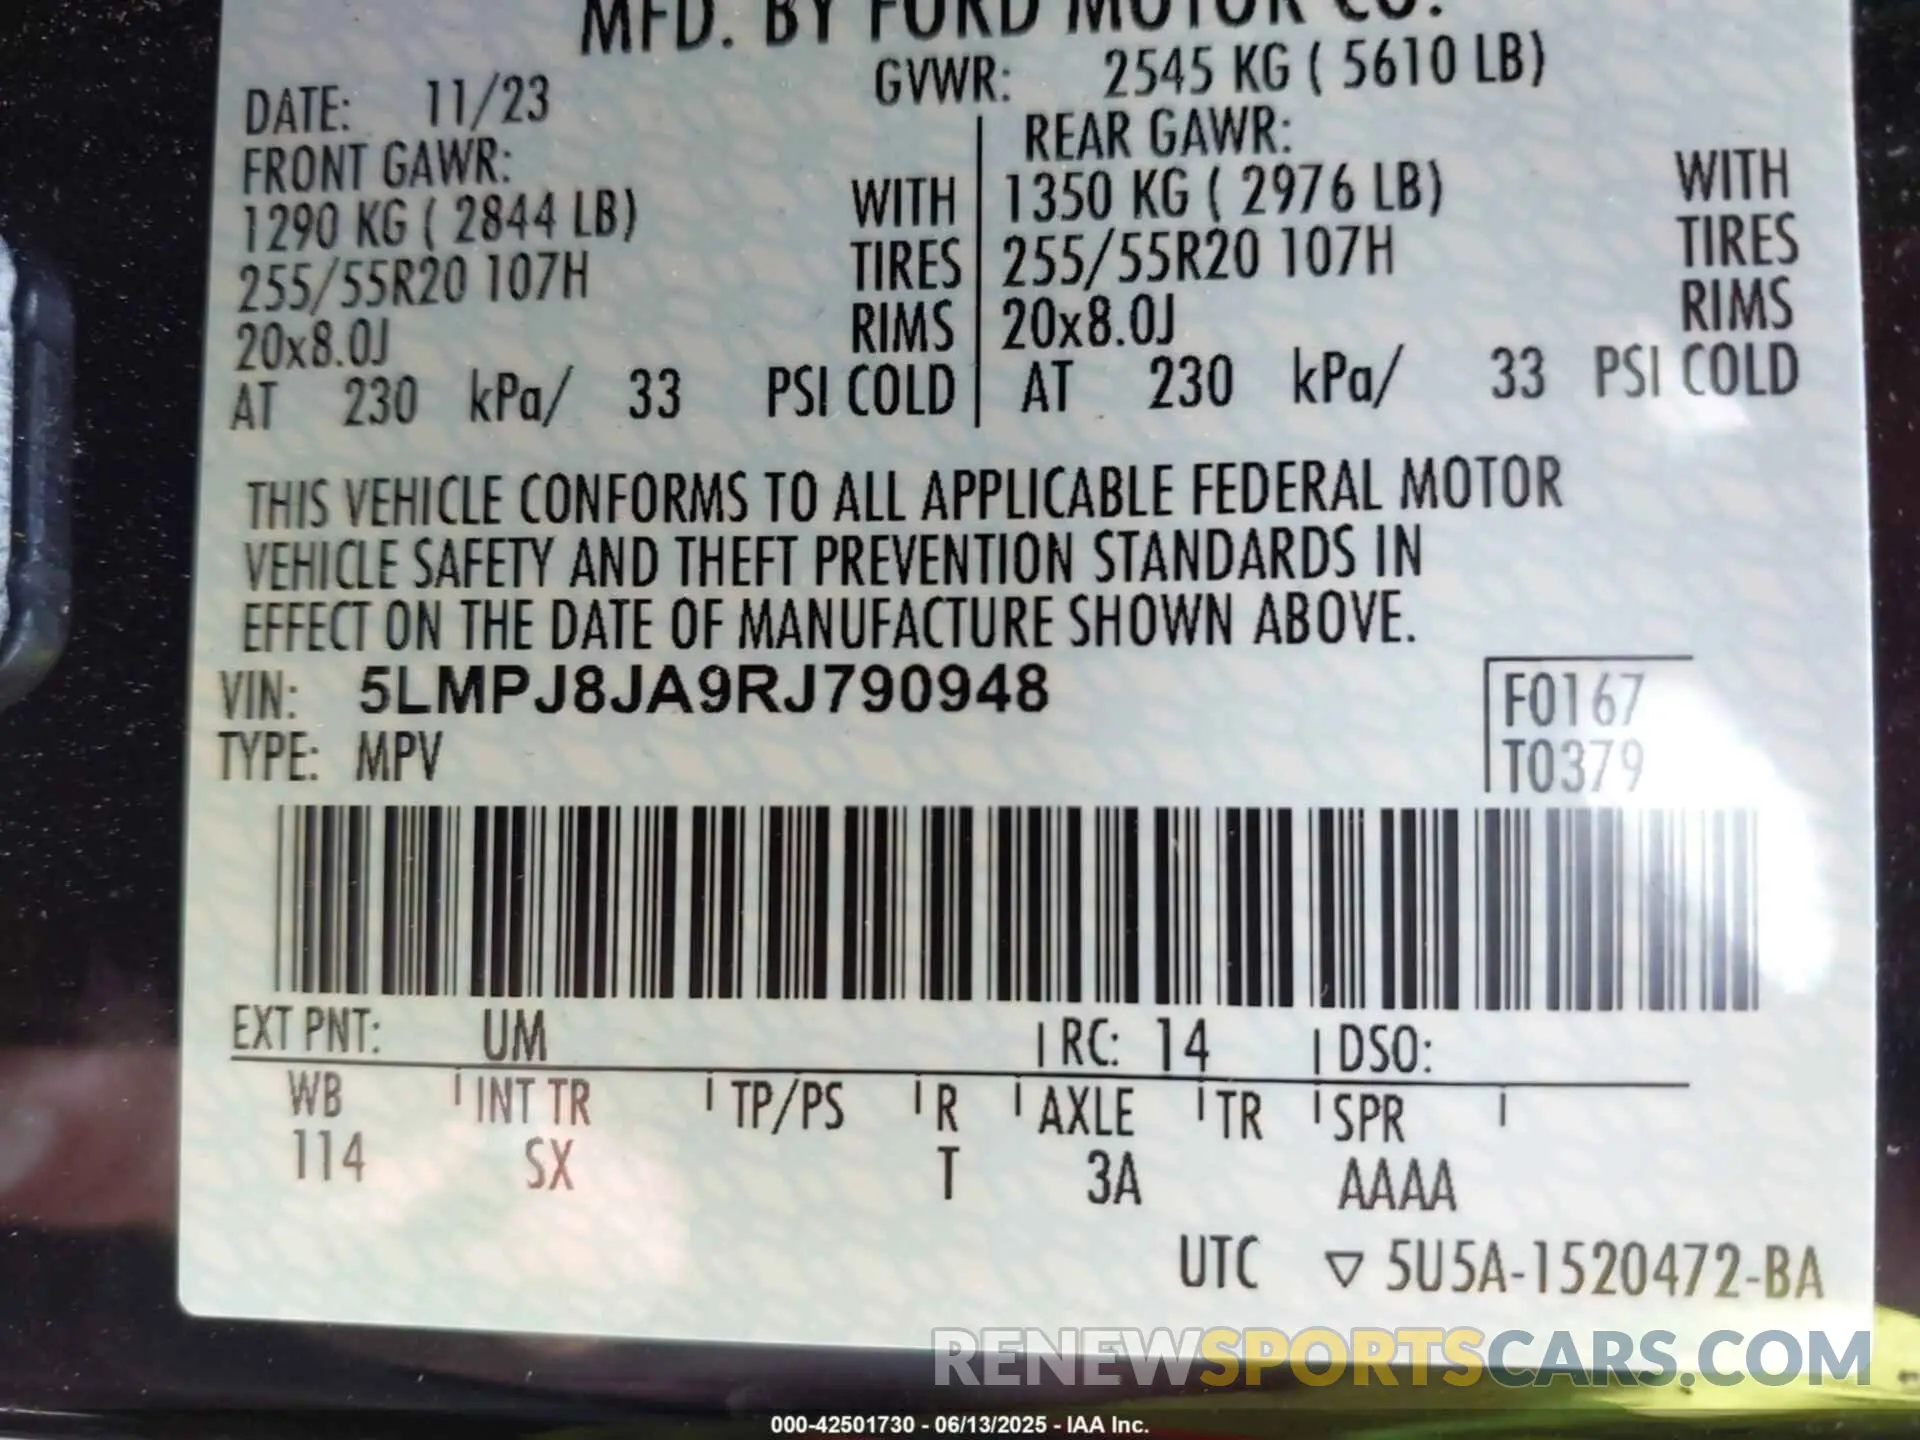 MFD. BY FORD MOTOR CO.
DATE: 11/23 GVWR: 2545 KG ( 5610 LB)
FRONT GAWR: REAR GAWR:
1290 KG ( 2844 LB) WITH 1350 KG ( 2976 LB) WITH
255/55R20 107H TIRES 255/55R20 107H TIRES
20x8.0J RIMS 20x8.0J RIMS
AT 230 kPa/ 33 PSI COLD AT 230 kPa/ 33 PSI COLD
THIS VEHICLE CONFORMS TO ALL APPLICABLE FEDERAL MOTOR
VEHICLE SAFETY AND THEFT PREVENTION STANDARDS IN
EFFECT ON THE DATE OF MANUFACTURE SHOWN ABOVE.
VIN: 5LMPJ8JA9RJ790948 F0167
TYPE: MPV T0379
EXT PNT: UM RC: 14 DSO:
WB INT TR TP/PS R AXLE TR SPR
114 SX T 3A AAAA
UTC ▽ 5U5A-1520472-BA
RENEWSPORTSCARS.COM
000-42501730 - 06/13/2025 - IAA Inc.